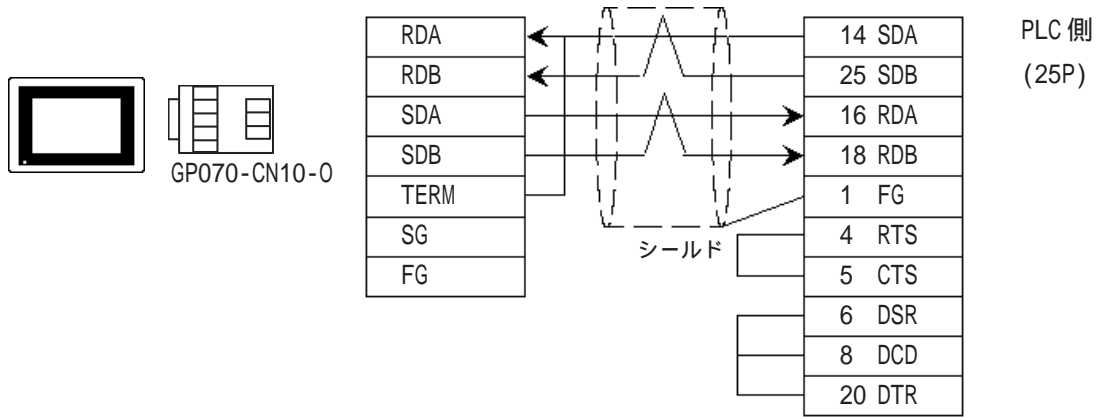 GP070-CN10-O
RDA
RDB
SDA
SDB
TERM
SG
FG
シールド
14 SDA
25 SDB
16 RDA
18 RDB
1 FG
4 RTS
5 CTS
6 DSR
8 DCD
20 DTR
PLC 側
(25P)